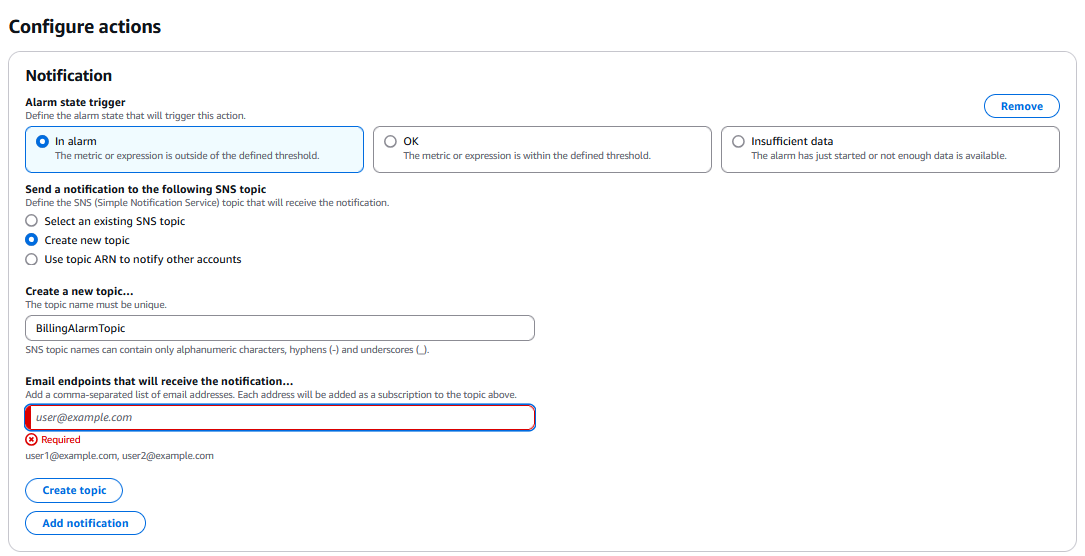 Configure actions
Notification
Alarm state trigger
Define the alarm state that will trigger this action.
Remove
In alarm
The metric or expression is outside of the defined threshold.
OK
The metric or expression is within the defined threshold.
Insufficient data
The alarm has just started or not enough data is available.
Send a notification to the following SNS topic
Define the SNS (Simple Notification Service) topic that will receive the notification.
Select an existing SNS topic
Create new topic
Use topic ARN to notify other accounts
Create a new topic...
The topic name must be unique.
BillingAlarmTopic
SNS topic names can contain only alphanumeric characters, hyphens (-) and underscores (_).
Email endpoints that will receive the notification...
Add a comma-separated list of email addresses. Each address will be added as a subscription to the topic above.
user@example.com
Required
user1@example.com, user2@example.com
Create topic
Add notification